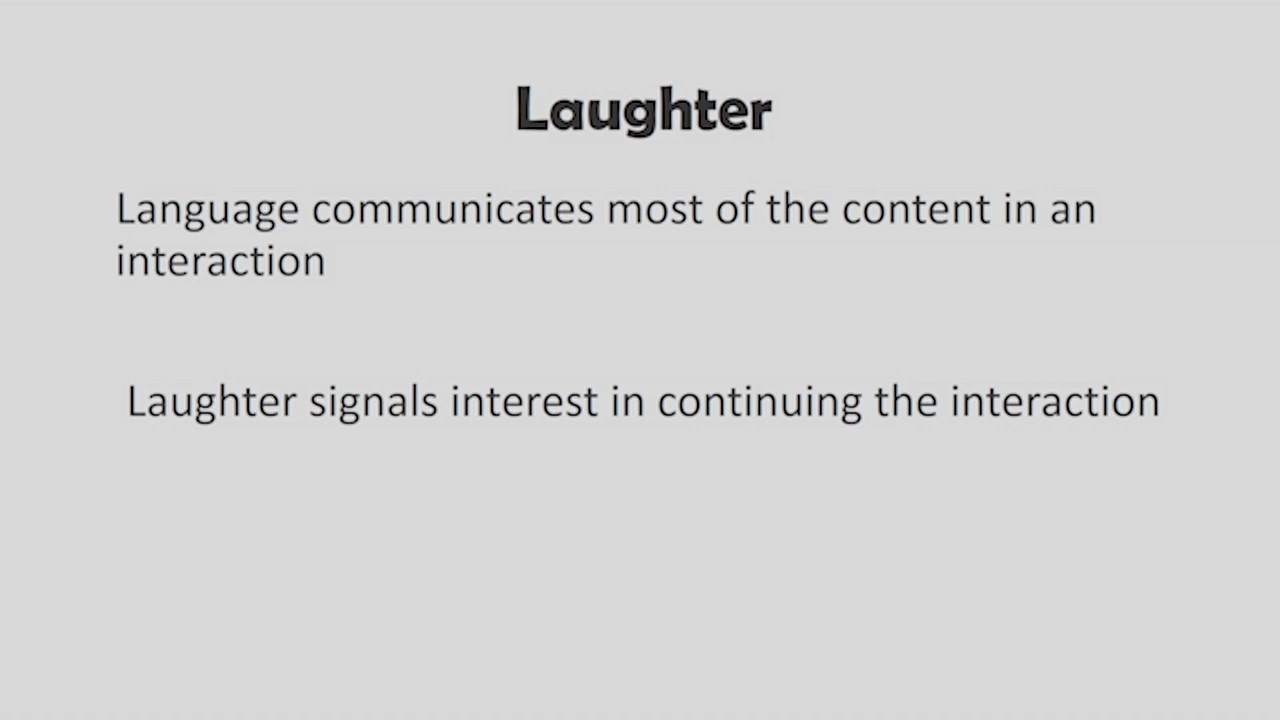 Laughter
Language communicates most of the content in an
interaction
Laughter signals interest in continuing the interaction